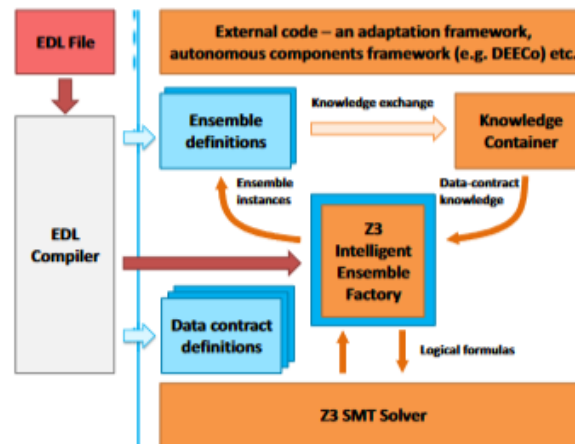 EDL File
External code – an adaptation framework,
autonomous components framework (e.g. DEECo) etc.
Ensemble
definitions
Knowledge exchange
Knowledge
Container
Ensemble
instances
Data-contract
knowledge
EDL
Compiler
Z3
Intelligent
Ensemble
Factory
Data contract
definitions
Logical formulas
Z3 SMT Solver